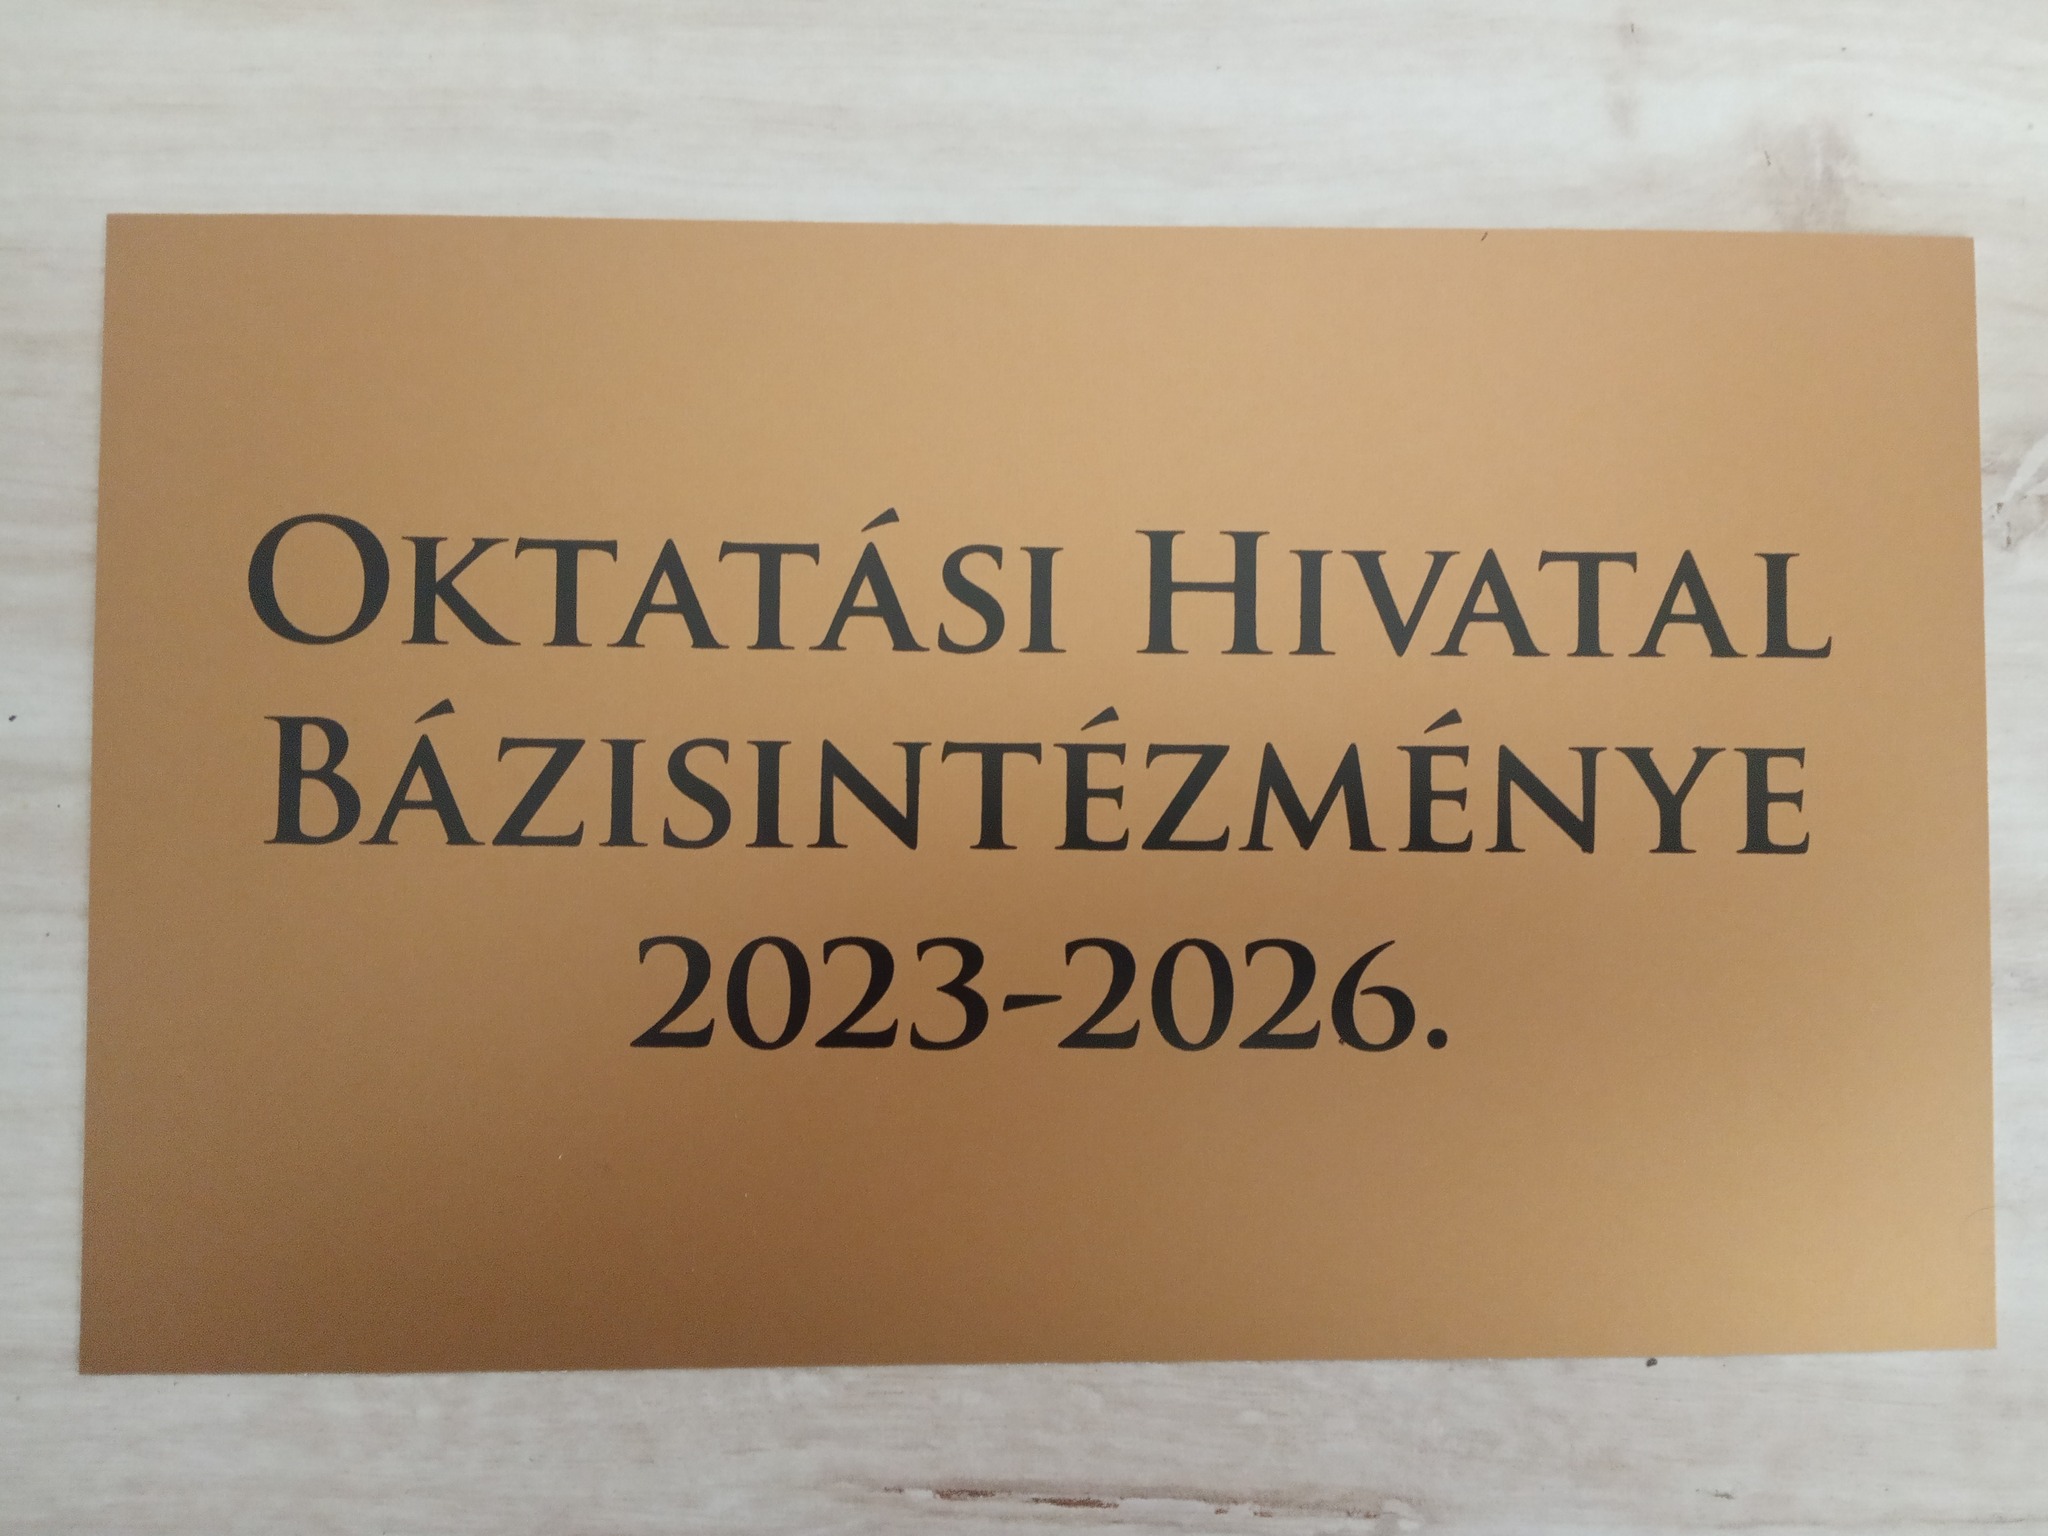 Oktatási Hivatal
Bázisintézménye
2023-2026.